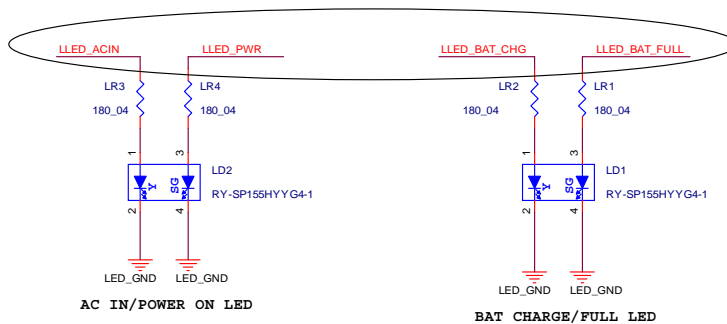 LLED_ACIN LLED_PWR LLED_BAT_CHG LLED_BAT_FULL
LR3 LR4 LR2 LR1
180_04 180_04 180_04 180_04
1 3 1 3
LD2 LD1
Y SG Y SG
RY-SP155HYYG4-1 RY-SP155HYYG4-1
2 4 2 4
LED_GND LED_GND LED_GND LED_GND
AC IN/POWER ON LED BAT CHARGE/FULL LED